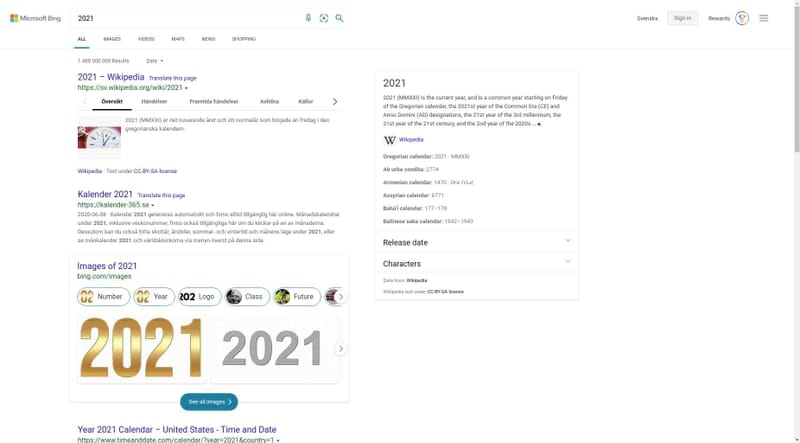 Microsoft Bing
2021
Svenska
Sign in
Rewards
ALL
IMAGES
VIDEOS
MAPS
NEWS
SHOPPING
1 480 000 000 Results
Date
2021 – Wikipedia Translate this page
https://sv.wikipedia.org/wiki/2021
Översikt
Händelser
Framtida händelser
Avlidna
Källor
2021 (MMXXI) är det nuvarande året och ett normalår som började en fredag i den
gregorianska kalendern.
Wikipedia · Text under CC-BY-SA license
Kalender 2021 Translate this page
https://kalender-365.se
2020-06-08 · Kalender 2021 genereras automatiskt och finns alltid tillgänglig här online. Månadskalendrar
under 2021, inklusive veckonummer, finns också tillgängliga här om du klickar på en av månaderna.
Dessutom kan du också hitta skottår, årstider, sommar- och vintertid och månens läge under 2021, eller
se månkalender 2021 och världsklockorna via menyn överst på denna sida.
Images of 2021
bing.com/images
Number
Year
2021 Logo
Class
Future
2021
2021
See all images
Year 2021 Calendar – United States - Time and Date
https://www.timeanddate.com/calendar/?year=2021&country=1
2021
2021 (MMXXI) is the current year, and is a common year starting on Friday
of the Gregorian calendar, the 2021st year of the Common Era (CE) and
Anno Domini (AD) designations, the 21st year of the 3rd millennium, the
21st year of the 21st century, and the 2nd year of the 2020s …
W Wikipedia
Gregorian calendar: 2021 · MMXXI
Ab urbe condita: 2774
Armenian calendar: 1470 ·
Assyrian calendar: 6771
Bahá'í calendar: 177–178
Balinese saka calendar: 1942–1943
Release date
Characters
Data from: Wikipedia
Wikipedia text under CC-BY-SA license